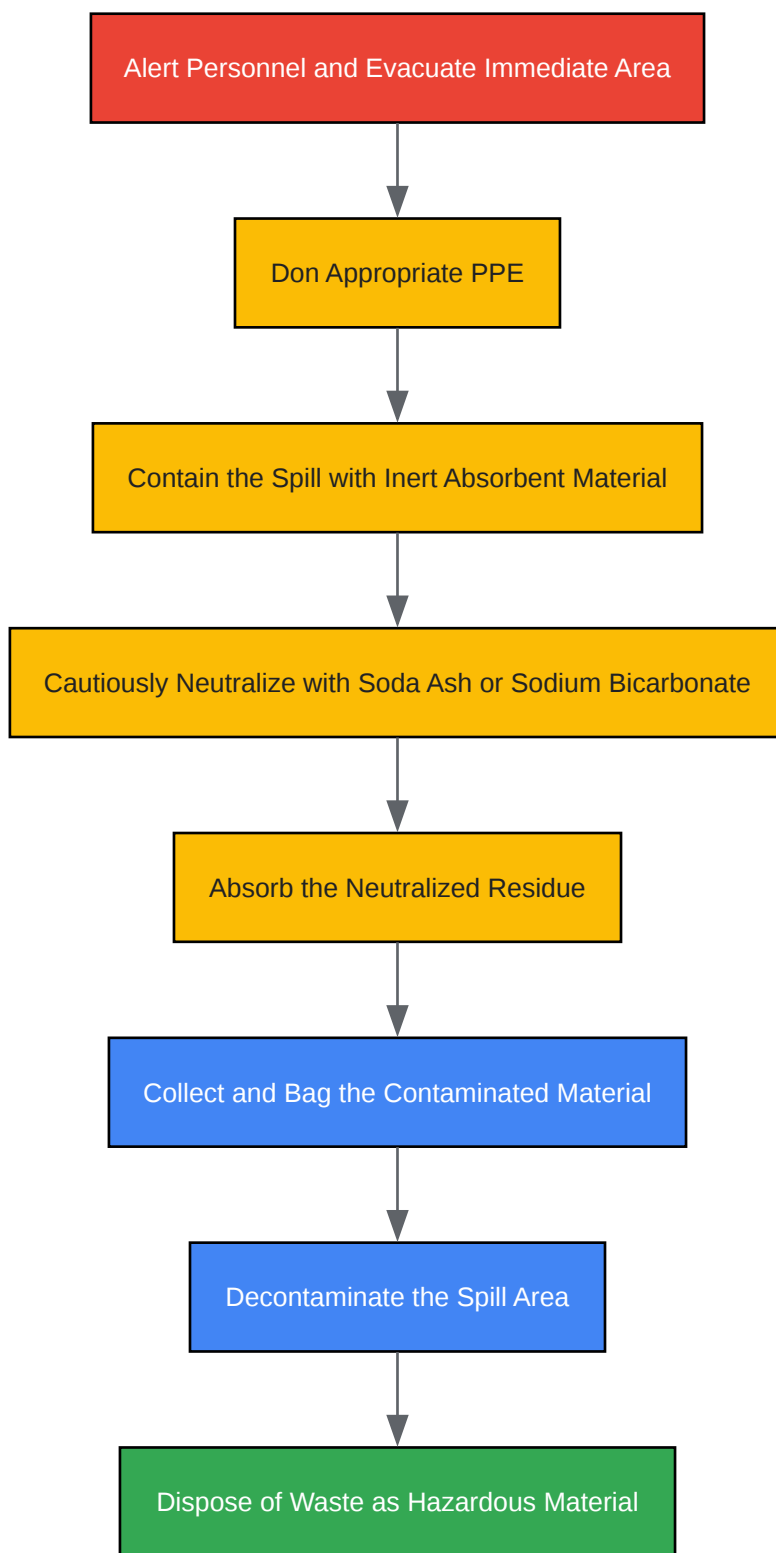 Alert Personnel and Evacuate Immediate Area
Don Appropriate PPE
Contain the Spill with Inert Absorbent Material
Cautiously Neutralize with Soda Ash or Sodium Bicarbonate
Absorb the Neutralized Residue
Collect and Bag the Contaminated Material
Decontaminate the Spill Area
Dispose of Waste as Hazardous Material